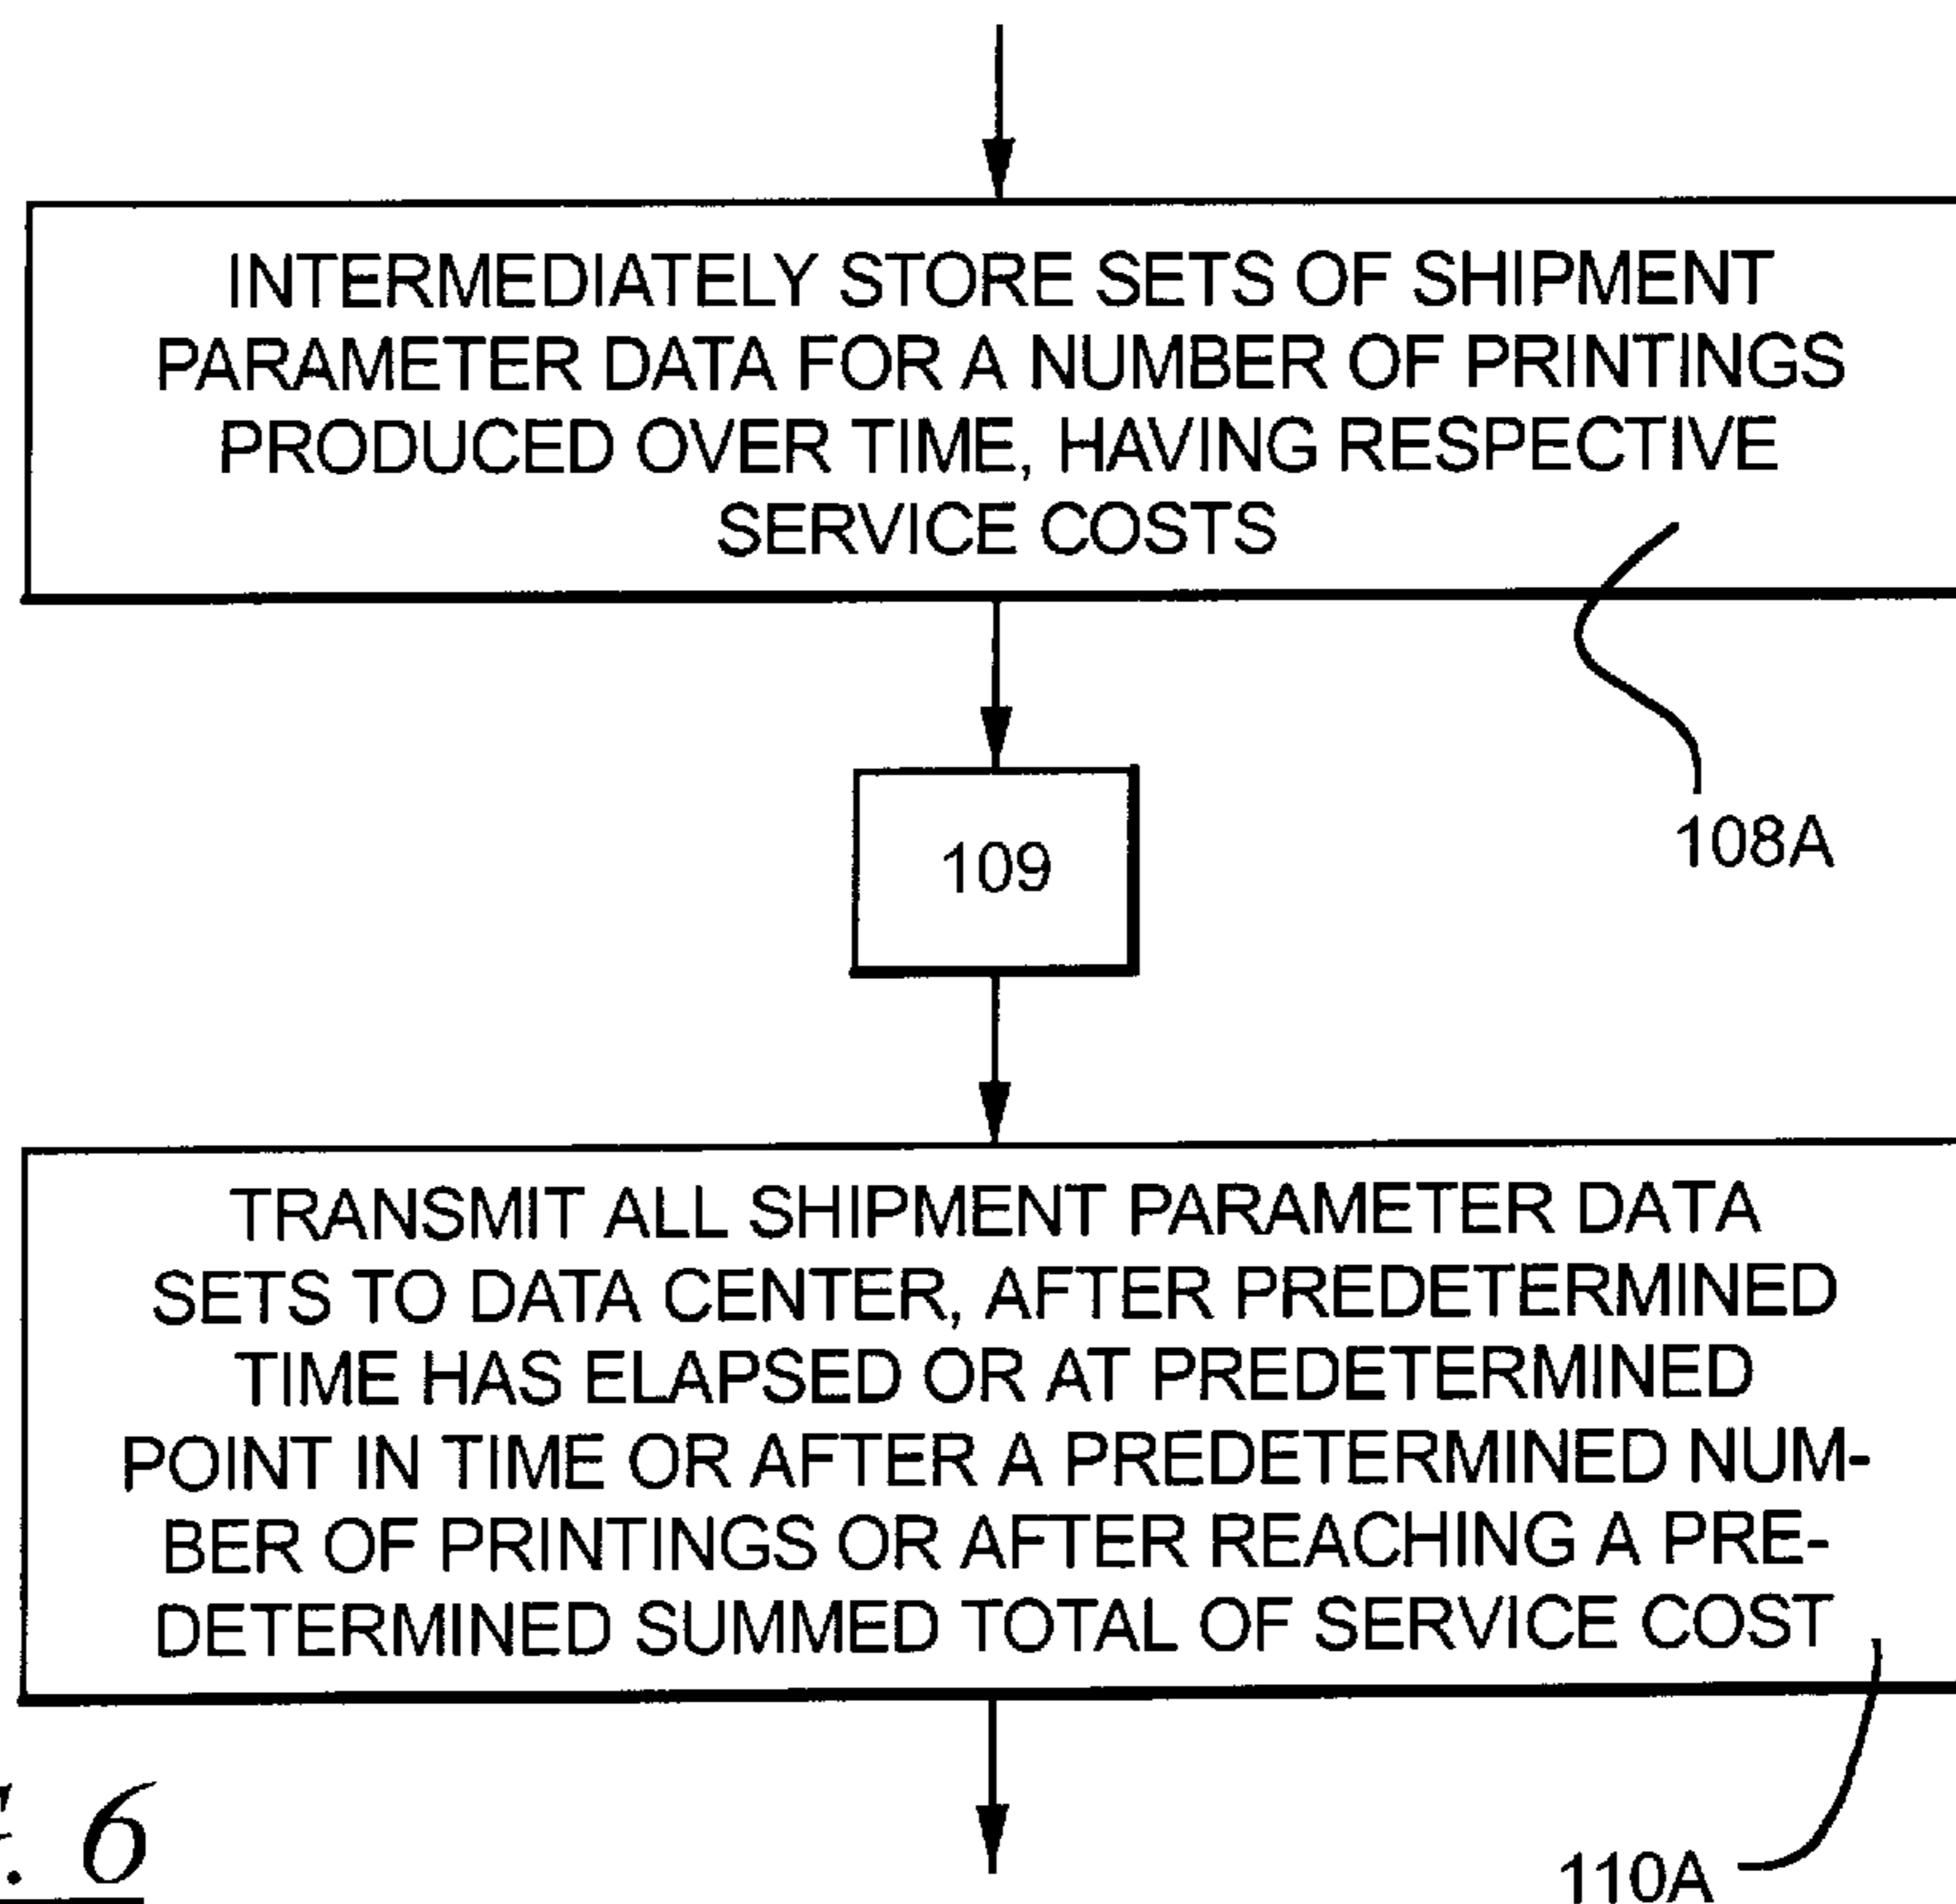 INTERMEDIATELY STORE SETS OF SHIPMENT
PARAMETER DATA FOR A NUMBER OF PRINTINGS
PRODUCED OVER TIME, HAVING RESPECTIVE
SERVICE COSTS
108A
109
TRANSMIT ALL SHIPMENT PARAMETER DATA
SETS TO DATA CENTER, AFTER PREDETERMINED
TIME HAS ELAPSED OR AT PREDETERMINED
POINT IN TIME OR AFTER A PREDETERMINED NUM-
BER OF PRINTINGS OR AFTER REACHING A PRE-
DETERMINED SUMMED TOTAL OF SERVICE COST
110A
. 6